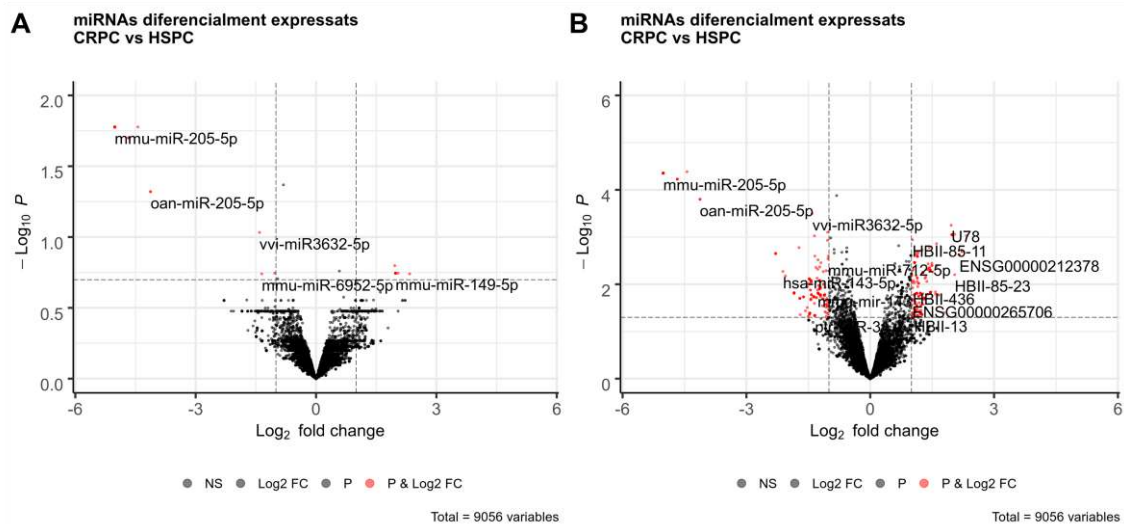 A
miRNAs diferencialment expressats
CRPC vs HSPC
2.0
1.5
1.0
0.5
0.0
− Log10 P
mmu-miR-205-5p
oan-miR-205-5p
vvi-miR3632-5p
mmu-miR-6952-5p
mmu-miR-149-5p
-6
-3
0
3
6
Log2 fold change
NS
Log2 FC
P
P & Log2 FC
Total = 9056 variables
B
miRNAs diferencialment expressats
CRPC vs HSPC
6
4
2
0
− Log10 P
mmu-miR-205-5p
oan-miR-205-5p
vvi-miR3632-5p
U78
HBII-85-11
mmu-miR-712-5p
ENSG00000212378
hsa-miR-143-5p
HBII-85-23
HBII-436
ENSG00000265706
HBII-13
-6
-3
0
3
6
Log2 fold change
NS
Log2 FC
P
P & Log2 FC
Total = 9056 variables